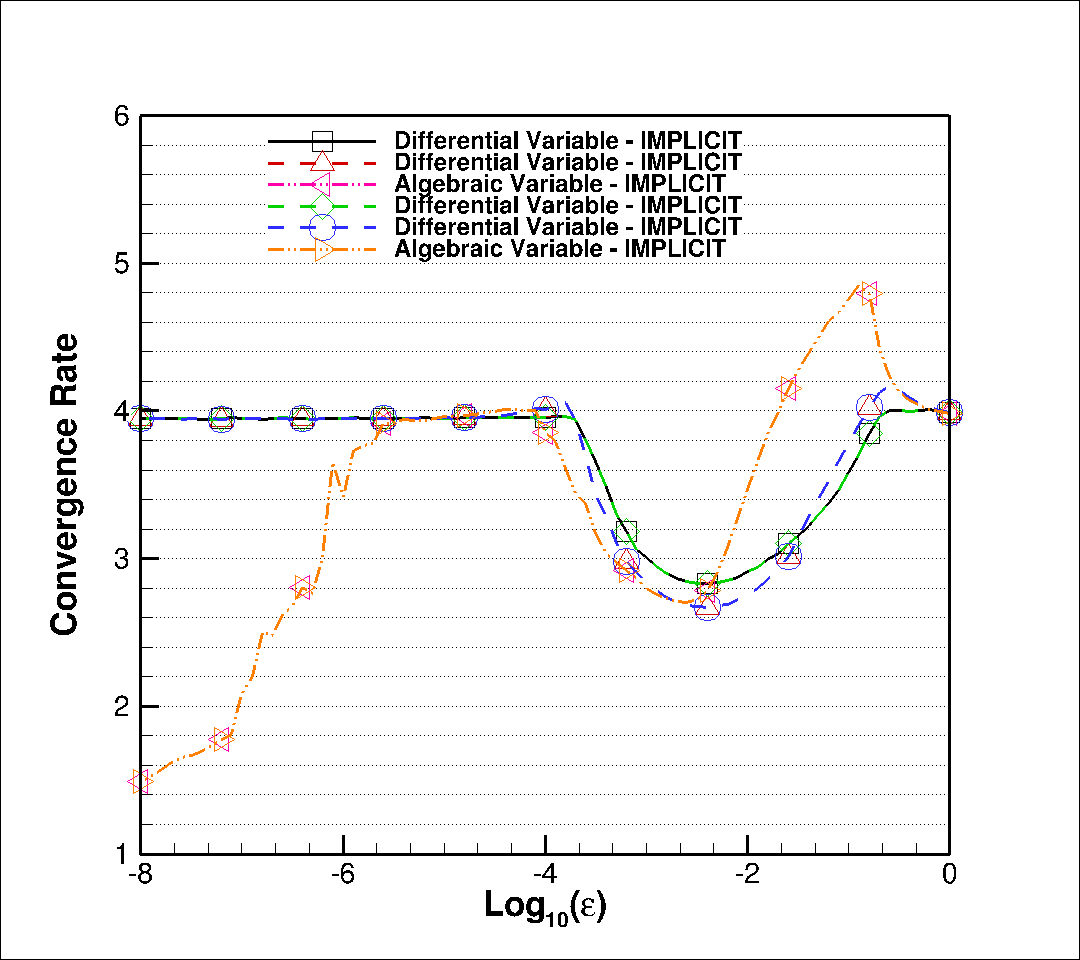 6
Differential Variable - IMPLICIT
Differential Variable - IMPLICIT
Algebraic Variable - IMPLICIT
Differential Variable - IMPLICIT
Differential Variable - IMPLICIT
Algebraic Variable - IMPLICIT
5
Convergence Rate
4
3
2
1
-8 -6 -4 -2 0
Log10(ε)